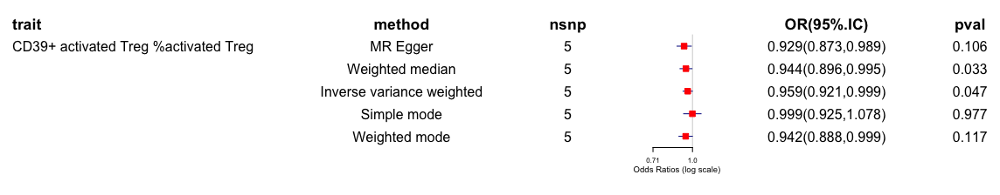 trait method nsnp OR(95%.IC) pval
CD39+ activated Treg %activated Treg MR Egger 5 0.929(0.873,0.989) 0.106
Weighted median 5 0.944(0.896,0.995) 0.033
Inverse variance weighted 5 0.959(0.921,0.999) 0.047
Simple mode 5 0.999(0.925,1.078) 0.977
Weighted mode 5 0.942(0.888,0.999) 0.117
0.71 1.0
Odds Ratios (log scale)